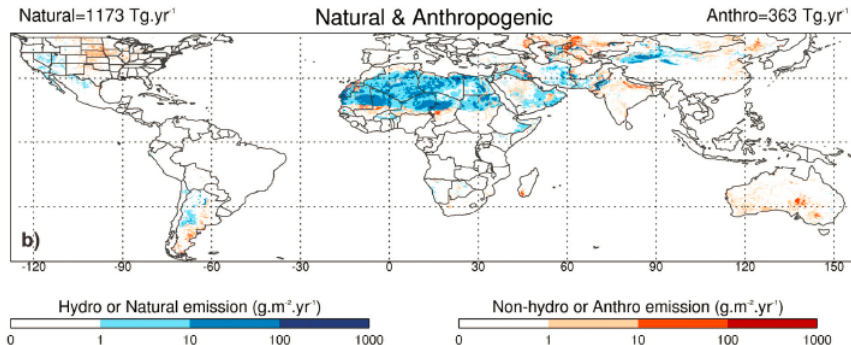 Natural=1173 Tg.yr⁻¹ Natural & Anthropogenic Anthro=363 Tg.yr⁻¹
b)
-120 -90 -60 -30 0 30 60 90 120 150
Hydro or Natural emission (g.m⁻².yr⁻¹) Non-hydro or Anthro emission (g.m⁻².yr⁻¹)
0 1 10 100 1000 0 1 10 100 1000